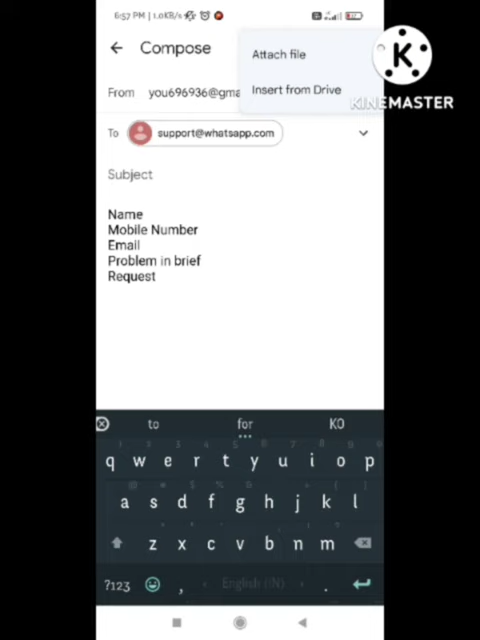 6:57 PM | 1.0KB/s
Compose
Attach file
Insert from Drive
K
KINEMASTER
From you696936@gma
To support@whatsapp.com
Subject
Name
Mobile Number
Email
Problem in brief
Request
to for KO
q w e r t y u i o p
a s d f g h j k l
z x c v b n m
?123 , English (IN) .